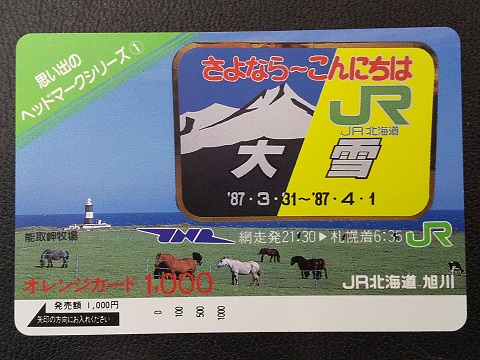 思い出の
ヘッドマークシリーズ①
さよなら～こんにちは
JR
JR北海道
大雪
'87・3・31～'87・4・1
能取岬牧場
JNR 網走発21:30▶札幌着6:35 JR
オレンジカード 1,000
JR北海道 旭川
発売額 1,000円
矢印の方向にお入れください
0
100
500
1000